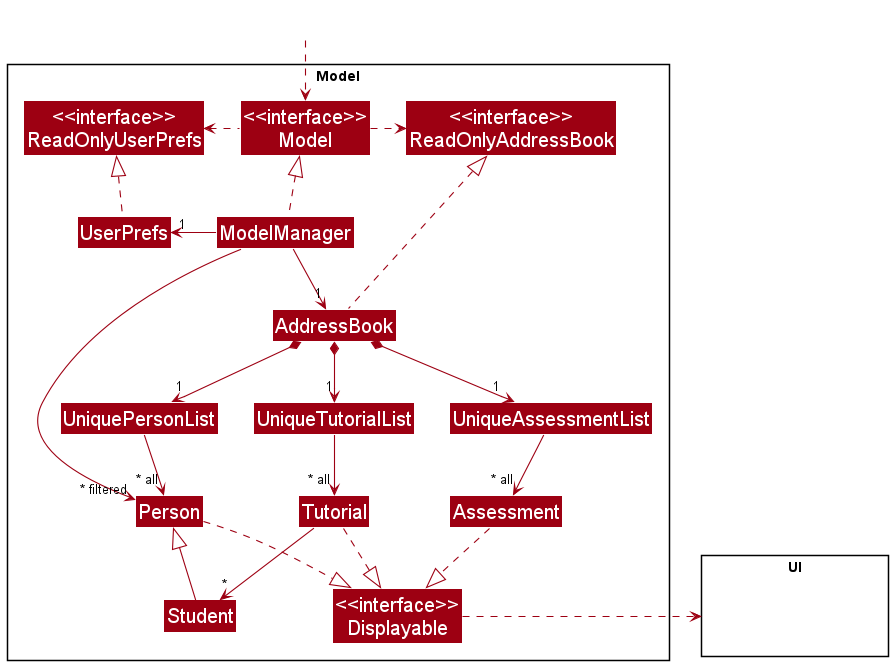 Model
<<interface>>
ReadOnlyUserPrefs
<<interface>>
Model
<<interface>>
ReadOnlyAddressBook
UserPrefs
1
ModelManager
1
AddressBook
1
1
1
UniquePersonList
UniqueTutorialList
UniqueAssessmentList
* all
* all
* all
* filtered
Person
Tutorial
Assessment
*
Student
<<interface>>
Displayable
UI